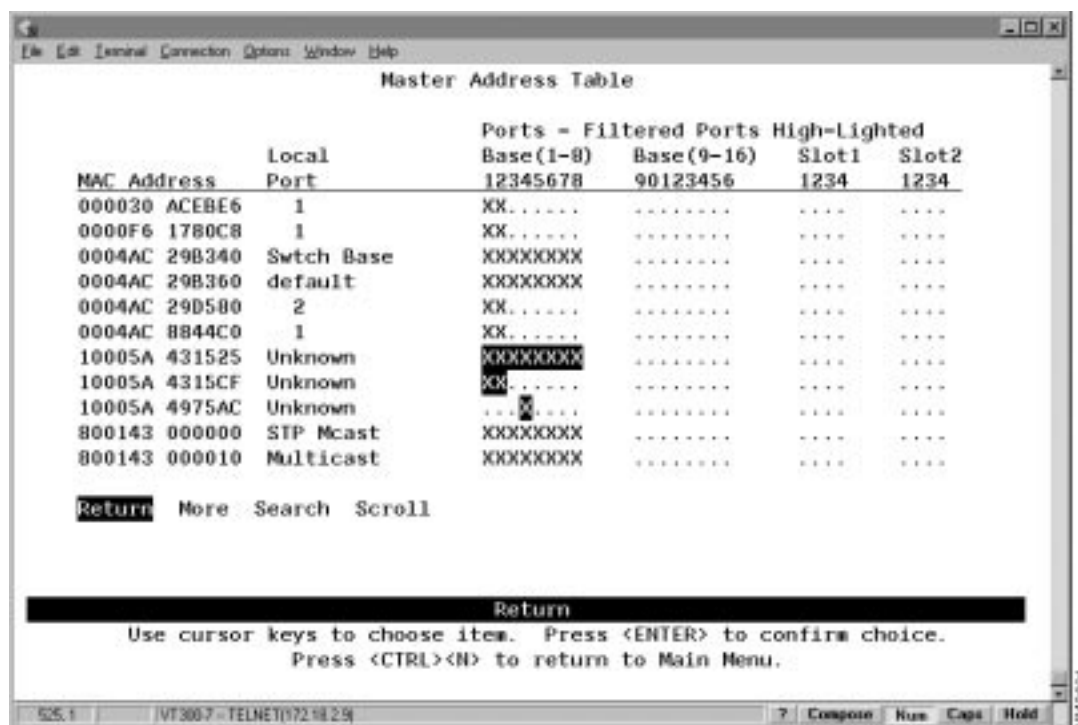 File Edit Terminal Connection Options Window Help
Master Address Table
Ports - Filtered Ports High-Lighted
Local Base(1-8) Base(9-16) Slot1 Slot2
MAC Address Port 12345678 90123456 1234 1234
000030 ACEBE6 1 XX...... ........ .... ....
0000F6 1780C8 1 XX...... ........ .... ....
0004AC 29B340 Swtch Base XXXXXXXX ........ .... ....
0004AC 29B360 default XXXXXXXX ........ .... ....
0004AC 29D580 2 XX...... ........ .... ....
0004AC 8844C0 1 XX...... ........ .... ....
10005A 431525 Unknown XXXXXXXX ........ .... ....
10005A 4315CF Unknown XX...... ........ .... ....
10005A 4975AC Unknown ...X.... ........ .... ....
800143 000000 STP Mcast XXXXXXXX ........ .... ....
800143 000010 Multicast XXXXXXXX ........ .... ....
Return More Search Scroll
Return
Use cursor keys to choose item. Press <ENTER> to confirm choice.
Press <CTRL><N> to return to Main Menu.
525, 1 VT300-7 - TELNET(172.18.2.9) ? Compose Num Caps Hold